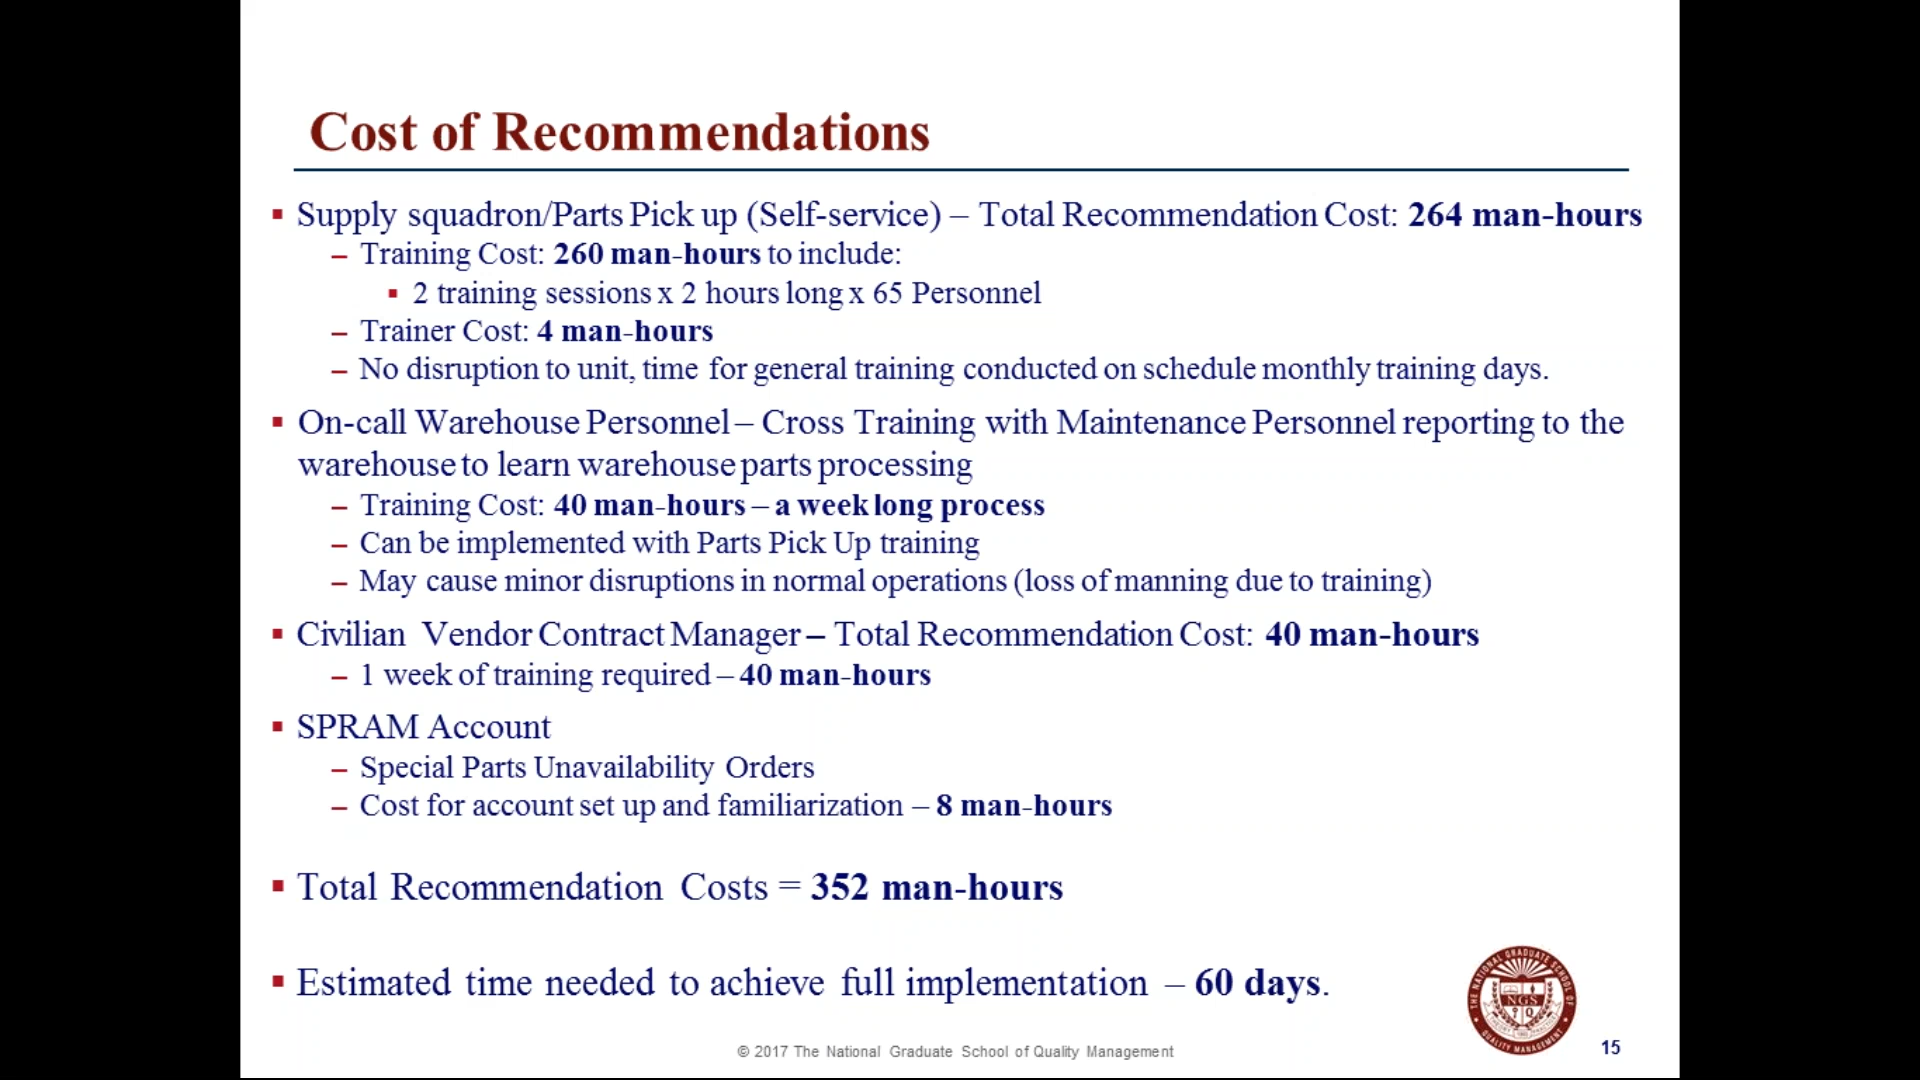 Cost of Recommendations
▪ Supply squadron/Parts Pick up (Self-service) – Total Recommendation Cost: 264 man-hours
– Training Cost: 260 man-hours to include:
▪ 2 training sessions x 2 hours long x 65 Personnel
– Trainer Cost: 4 man-hours
– No disruption to unit, time for general training conducted on schedule monthly training days.
▪ On-call Warehouse Personnel – Cross Training with Maintenance Personnel reporting to the
warehouse to learn warehouse parts processing
– Training Cost: 40 man-hours – a week long process
– Can be implemented with Parts Pick Up training
– May cause minor disruptions in normal operations (loss of manning due to training)
▪ Civilian Vendor Contract Manager – Total Recommendation Cost: 40 man-hours
– 1 week of training required – 40 man-hours
▪ SPRAM Account
– Special Parts Unavailability Orders
– Cost for account set up and familiarization – 8 man-hours
▪ Total Recommendation Costs = 352 man-hours
▪ Estimated time needed to achieve full implementation – 60 days.
THE NATIONAL GRADUATE SCHOOL OF
NGS
QUALITY MANAGEMENT
© 2017 The National Graduate School of Quality Management
15